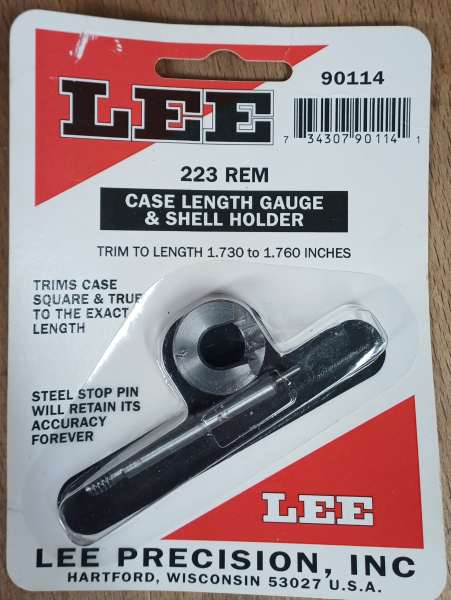 LEE
90114
7 34307 90114 1
223 REM
CASE LENGTH GAUGE
& SHELL HOLDER
TRIM TO LENGTH 1.730 to 1.760 INCHES
TRIMS CASE
SQUARE & TRUE
TO THE EXACT
LENGTH
STEEL STOP PIN
WILL RETAIN ITS
ACCURACY
FOREVER
LEE
LEE PRECISION, INC
HARTFORD, WISCONSIN 53027 U.S.A.